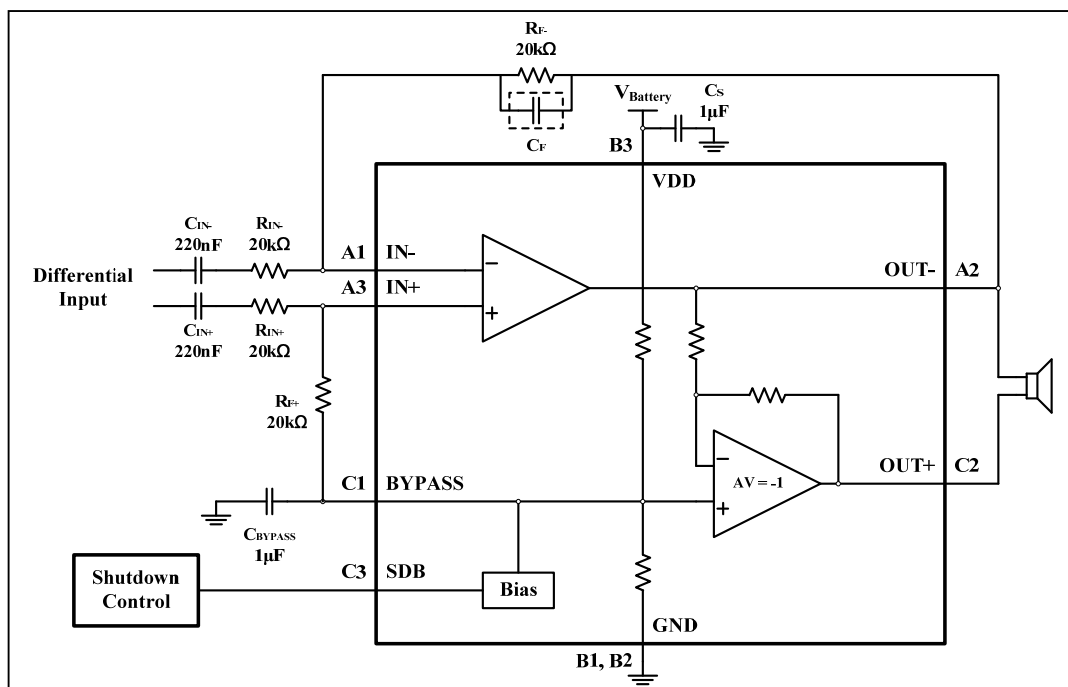 RF-
20kΩ
CF
VBattery
CS
1μF
B3
VDD
CIN-
220nF
RIN-
20kΩ
A1
IN-
Differential
Input
A3
IN+
CIN+
220nF
RIN+
20kΩ
OUT-
A2
RF+
20kΩ
C1
BYPASS
CBYPASS
1μF
AV = -1
OUT+
C2
Shutdown
Control
C3
SDB
Bias
GND
B1, B2